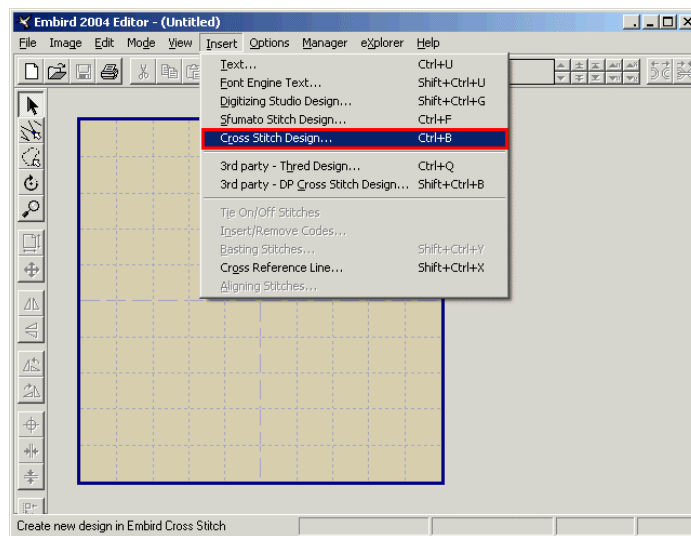 Embird 2004 Editor - (Untitled)
File Image Edit Mode View Insert Options Manager eXplorer Help
Text... Ctrl+U
Font Engine Text... Shift+Ctrl+U
Digitizing Studio Design... Shift+Ctrl+G
Sfumato Stitch Design... Ctrl+F
Cross Stitch Design... Ctrl+B
3rd party - Thred Design... Ctrl+Q
3rd party - DP Cross Stitch Design... Shift+Ctrl+B
Tie On/Off Stitches
Insert/Remove Codes...
Basting Stitches... Shift+Ctrl+Y
Cross Reference Line... Shift+Ctrl+X
Aligning Stitches...
Create new design in Embird Cross Stitch